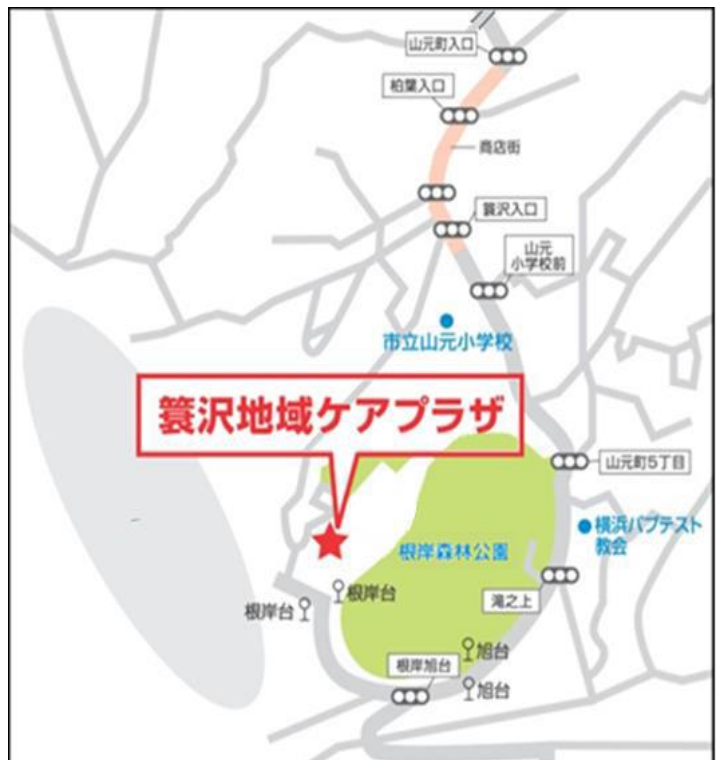 山元町入口
柏葉入口
商店街
簑沢入口
山元
小学校前
市立山元小学校
簑沢地域ケアプラザ
山元町5丁目
横浜バプテスト
教会
根岸森林公園
滝之上
根岸台
根岸台
旭台
根岸旭台
旭台